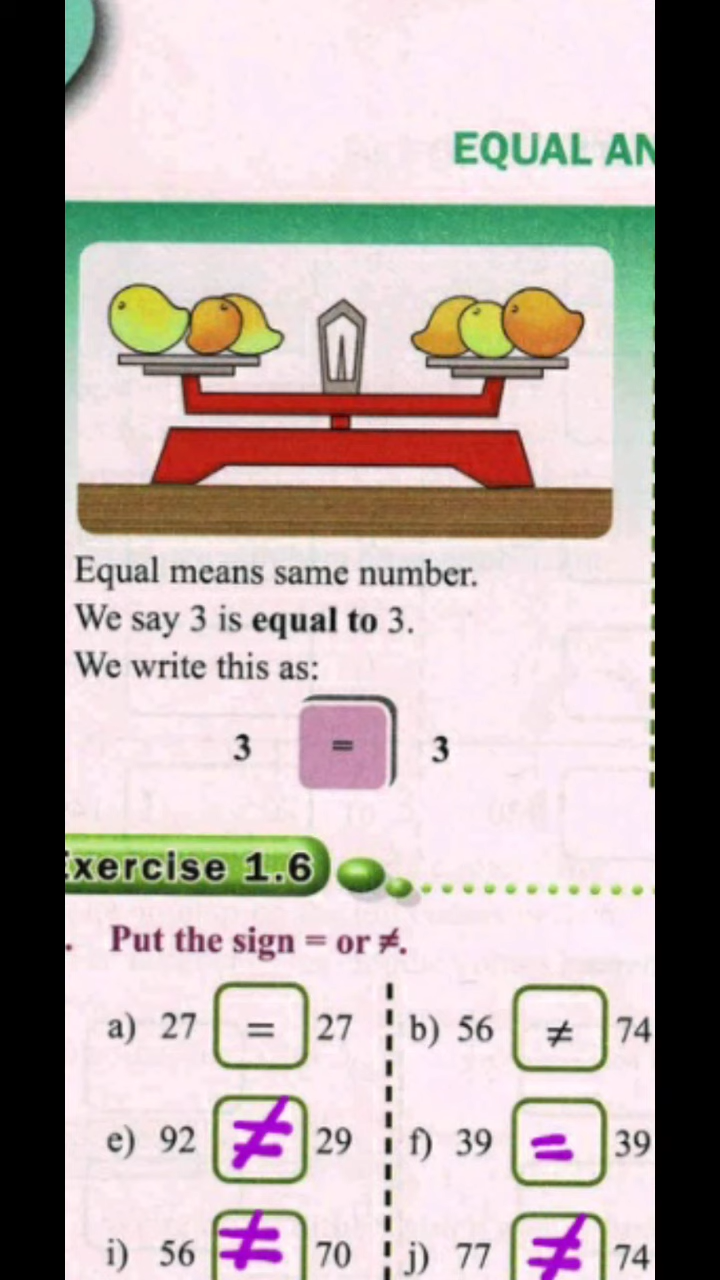 EQUAL AN
Equal means same number.
We say 3 is equal to 3.
We write this as:
3 = 3
xercise 1.6
. Put the sign = or ≠.
a) 27 = 27 b) 56 ≠ 74
e) 92 ≠ 29 f) 39 = 39
i) 56 ≠ 70 j) 77 ≠ 74